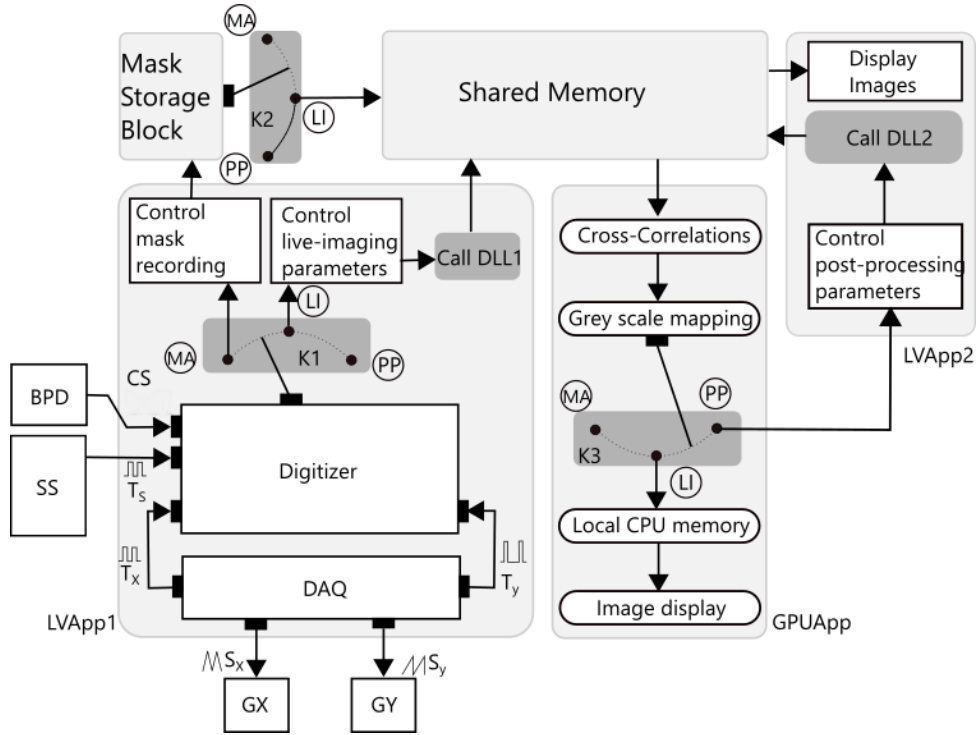 MA
Mask
Storage
Block
K2
LI
PP
Shared Memory
Display
Images
Call DLL2
Control
mask
recording
Control
live-imaging
parameters
Call DLL1
Cross-Correlations
Control
post-processing
parameters
LI
Grey scale mapping
MA
K1
PP
LVApp2
CS
BPD
MA
PP
K3
LI
SS
Digitizer
Ts
Local CPU memory
Tx
DAQ
Ty
Image display
LVApp1
GPUApp
Sx
Sy
GX
GY